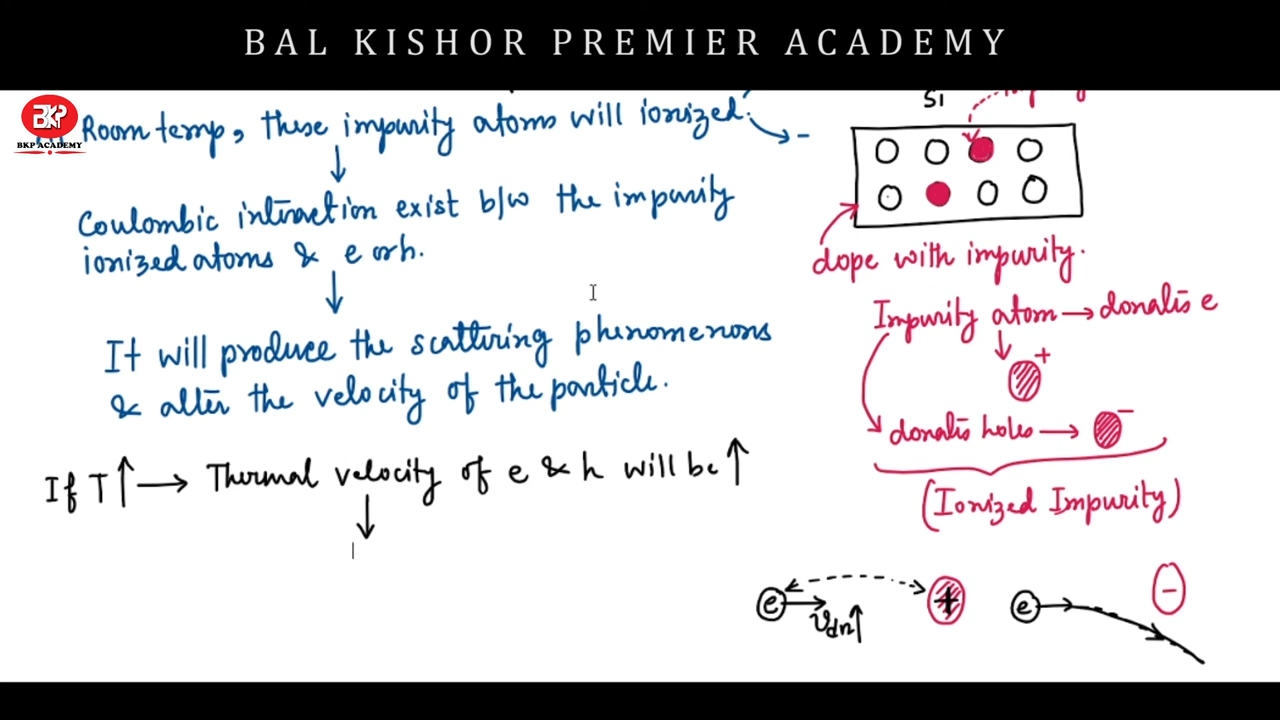 BAL KISHOR PREMIER ACADEMY
BKP
BKP ACADEMY
Room temp, these impurity atoms will ionized.
Coulombic intraction exist b/w the impurity
ionized atoms & e or h.
It will produce the scattiring phenomenons
& alter the velocity of the particle.
If T↑ → Thermal velocity of e & h will be ↑
Si
dope with impurity.
Impurity atom → donates e
+
donates holes → −
(Ionized Impurity)
e
Vdn↑
+
e
−